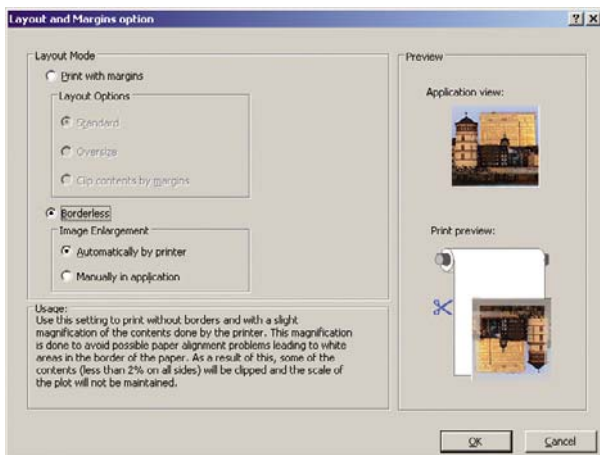 Layout and Margins option
Layout Mode
Print with margins
Layout Options
Standard
Oversize
Clip contents by margins
Borderless
Image Enlargement
Automatically by printer
Manually in application
Usage:
Use this setting to print without borders and with a slight
magnification of the contents done by the printer. This magnification
is done to avoid possible paper alignment problems leading to white
areas in the border of the paper. As a result of this, some of the
contents (less than 2% on all sides) will be clipped and the scale of
the plot will not be maintained.
Preview
Application view:
Print preview:
OK
Cancel